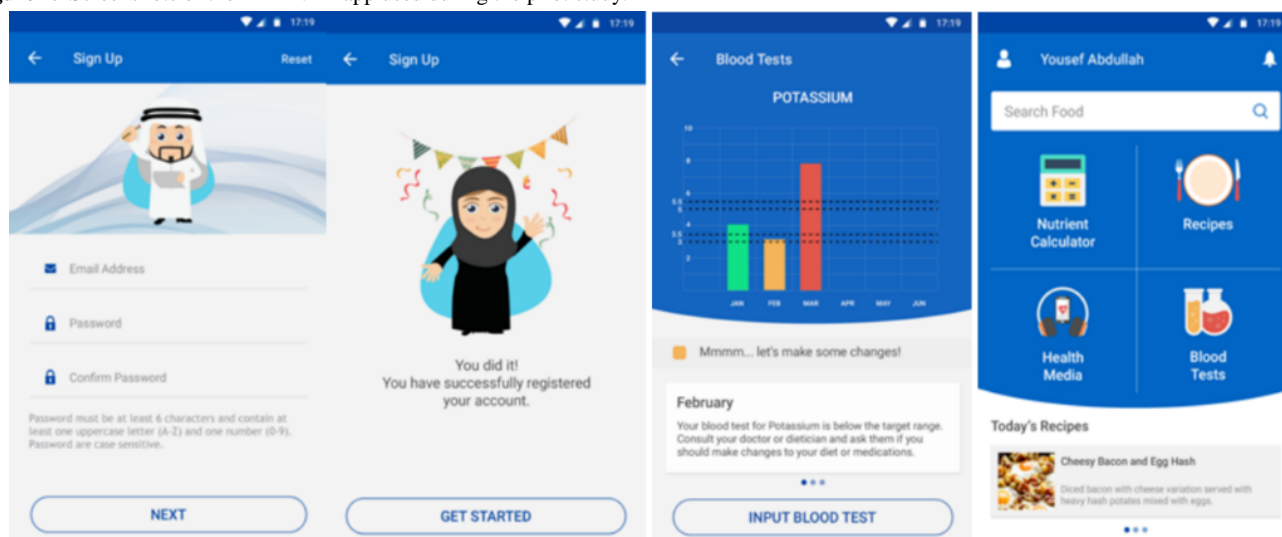 17:19
Sign Up
Reset
Email Address
Password
Confirm Password
Password must be at least 6 characters and contain at
least one uppercase letter (A-Z) and one number (0-9).
Password are case sensitive.
NEXT
17:19
Sign Up
You did it!
You have successfully registered
your account.
GET STARTED
17:19
Blood Tests
POTASSIUM
10
8
6
5.5
5
4
3.5
3
2
JAN FEB MAR APR MAY JUN
Mmmm... let's make some changes!
February
Your blood test for Potassium is below the target range.
Consult your doctor or dietician and ask them if you
should make changes to your diet or medications.
INPUT BLOOD TEST
17:19
Yousef Abdullah
Search Food
Nutrient
Calculator
Recipes
Health
Media
Blood
Tests
Today's Recipes
Cheesy Bacon and Egg Hash
Diced bacon with cheese variation served with
heavy hash potates mixed with eggs.